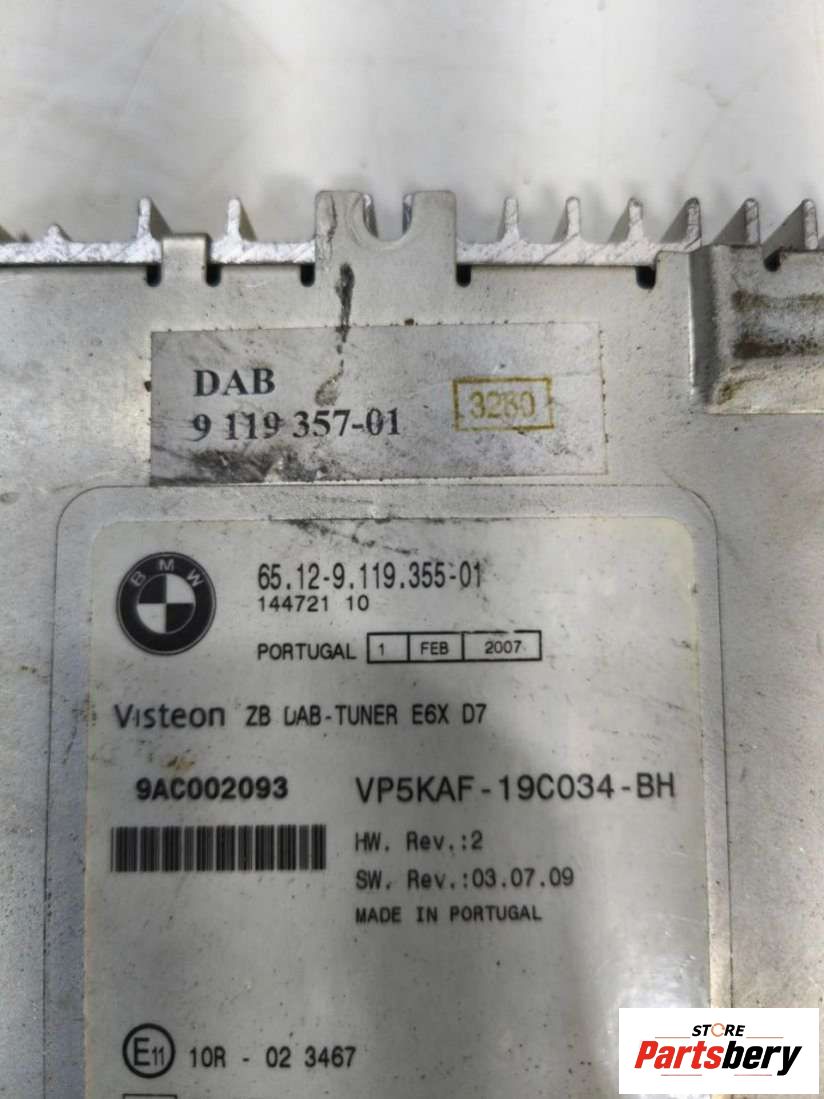 DAB
9 119 357-01
3280
BMW
65.12-9.119.355-01
144721 10
PORTUGAL 1 FEB 2007
Visteon ZB DAB-TUNER E6X D7
9AC002093 VP5KAF-19C034-BH
HW. Rev.:2
SW. Rev.:03.07.09
MADE IN PORTUGAL
E11 10R - 02 3467
STORE
Partsbery